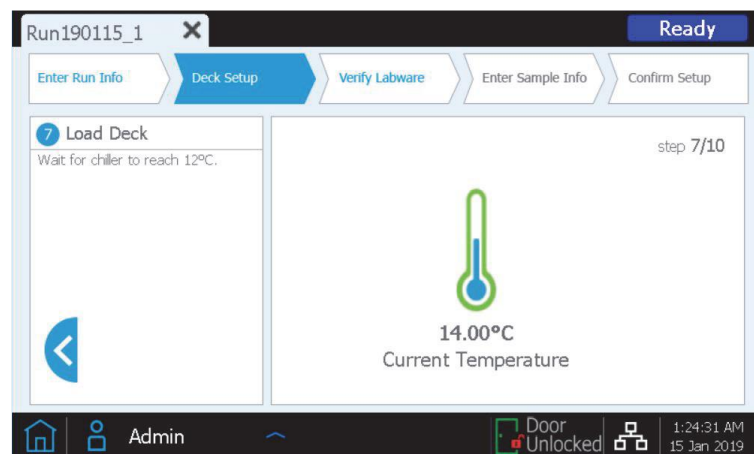 Run190115_1
Ready
Enter Run Info
Deck Setup
Verify Labware
Enter Sample Info
Confirm Setup
7 Load Deck
Wait for chiller to reach 12ºC.
step 7/10
14.00°C
Current Temperature
Admin
Door
Unlocked
1:24:31 AM
15 Jan 2019